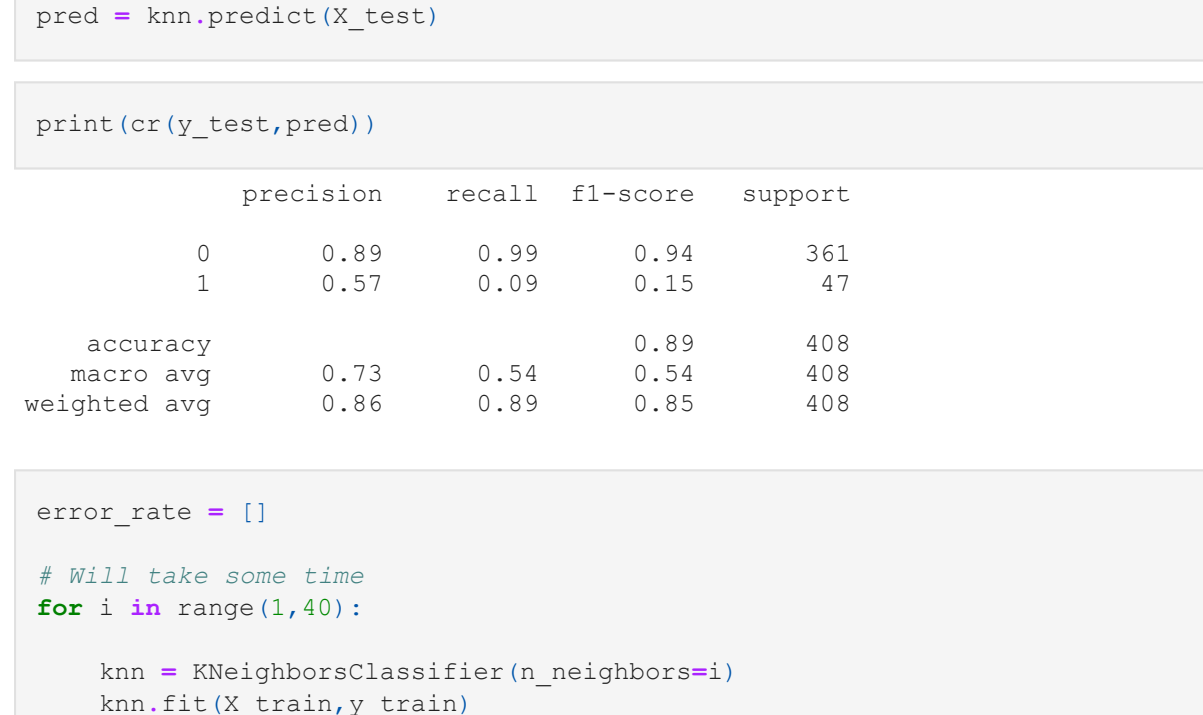 pred = knn.predict(X_test)
print(cr(y_test,pred))
precision recall f1-score support
0 0.89 0.99 0.94 361
1 0.57 0.09 0.15 47
accuracy 0.89 408
macro avg 0.73 0.54 0.54 408
weighted avg 0.86 0.89 0.85 408
error_rate = []
# Will take some time
for i in range(1,40):
knn = KNeighborsClassifier(n_neighbors=i)
knn.fit(X_train,y_train)